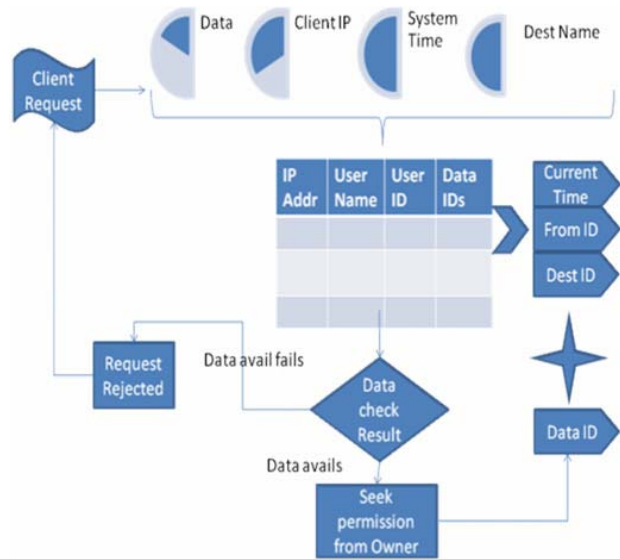 Data
Client IP
System
Time
Dest Name
Client
Request
IP
Addr
User
Name
User
ID
Data
IDs
Current
Time
From ID
Dest ID
Data avail fails
Request
Rejected
Data
check
Result
Data ID
Data avails
Seek
permission
from Owner